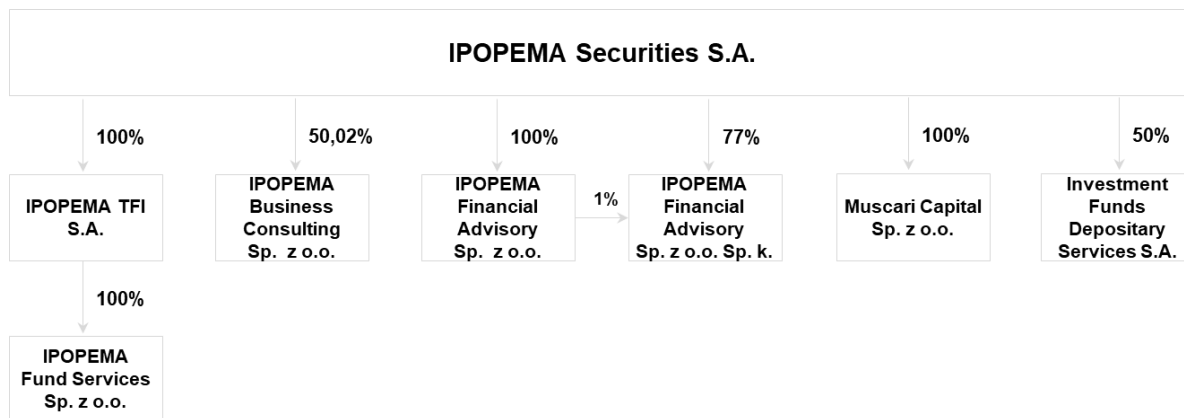 IPOPEMA Securities S.A.
100%
50,02%
100%
77%
100%
50%
IPOPEMA TFI
S.A.
IPOPEMA
Business
Consulting
Sp. z o.o.
IPOPEMA
Financial
Advisory
Sp. z o.o.
1%
IPOPEMA
Financial
Advisory
Sp. z o.o. Sp. k.
Muscari Capital
Sp. z o.o.
Investment
Funds
Depositary
Services S.A.
100%
IPOPEMA
Fund Services
Sp. z o.o.